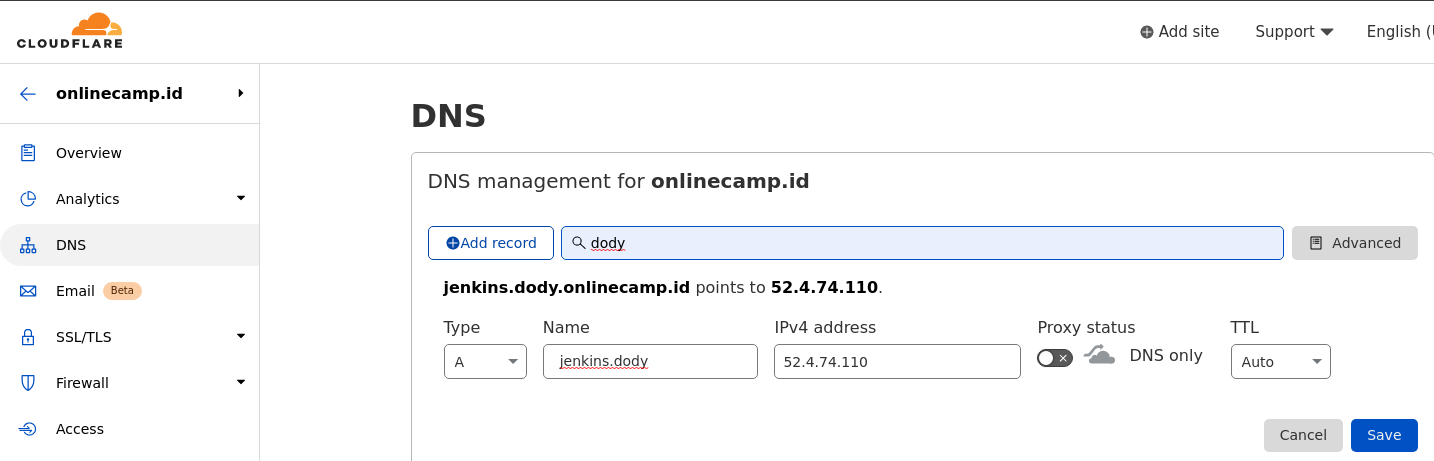 CLOUDFLARE
Add site Support English (U
onlinecamp.id
Overview
Analytics
DNS
Email Beta
SSL/TLS
Firewall
Access
DNS
DNS management for onlinecamp.id
Add record dody Advanced
jenkins.dody.onlinecamp.id points to 52.4.74.110.
Type Name IPv4 address Proxy status TTL
A jenkins.dody 52.4.74.110 DNS only Auto
Cancel Save